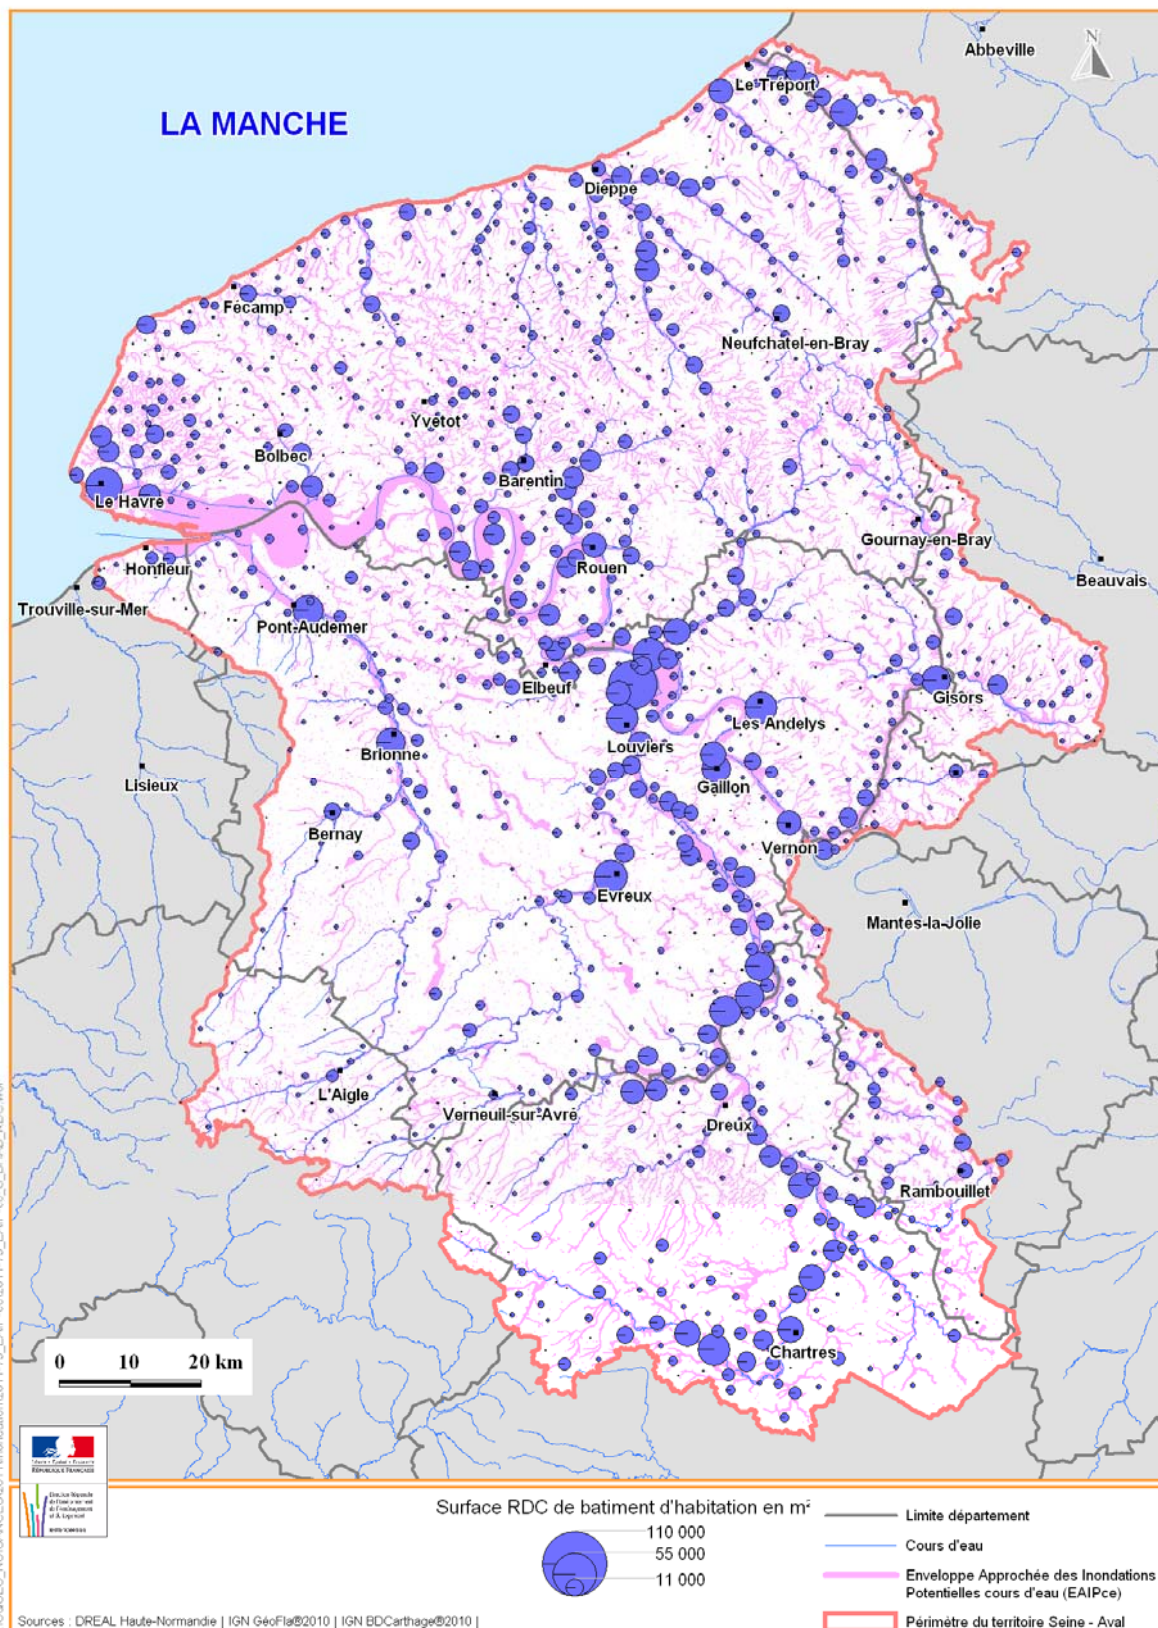 Abbeville
N
Le Tréport
LA MANCHE
Dieppe
Fécamp
Neufchatel-en-Bray
Yvetot
Bolbec
Barentin
Le Havre
Gournay-en-Bray
Honfleur
Rouen
Beauvais
Trouville-sur-Mer
Pont-Audemer
Elbeuf
Gisors
Les Andelys
Louviers
Brionne
Lisieux
Gaillon
Bernay
Vernon
Evreux
Mantes-la-Jolie
L'Aigle
Verneuil-sur-Avre
Dreux
Rambouillet
Chartres
0 10 20 km
RÉPUBLIQUE FRANÇAISE
Surface RDC de batiment d'habitation en m²
110 000
55 000
11 000
Limite département
Cours d'eau
Enveloppe Approchée des Inondations
Potentielles cours d'eau (EAIPce)
Périmètre du territoire Seine - Aval
Sources : DREAL Haute-Normandie | IGN GéoFla®2010 | IGN BDCarthage®2010 |